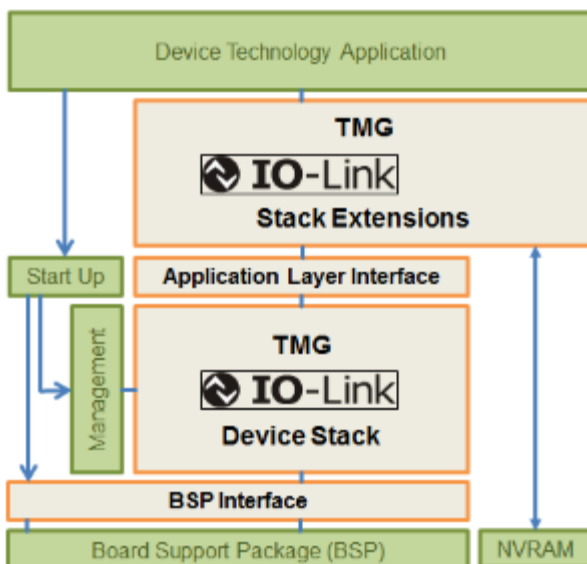 Device Technology Application
TMG
IO-Link
Stack Extensions
Start Up
Application Layer Interface
Management
TMG
IO-Link
Device Stack
BSP Interface
Board Support Package (BSP)
NVRAM